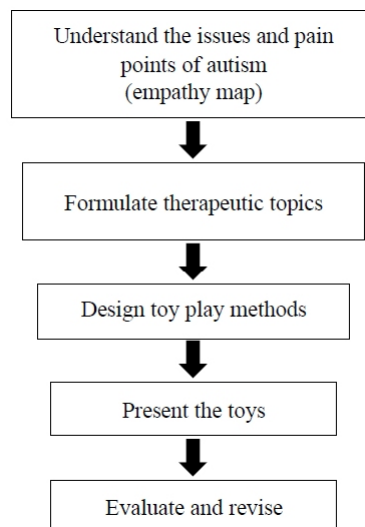 Understand the issues and pain
points of autism
(empathy map)
Formulate therapeutic topics
Design toy play methods
Present the toys
Evaluate and revise